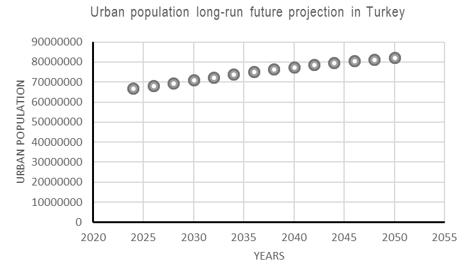 Urban population long-run future projection in Turkey
90000000
80000000
70000000
60000000
50000000
40000000
30000000
20000000
10000000
0
URBAN POPULATION
2020 2025 2030 2035 2040 2045 2050 2055
YEARS